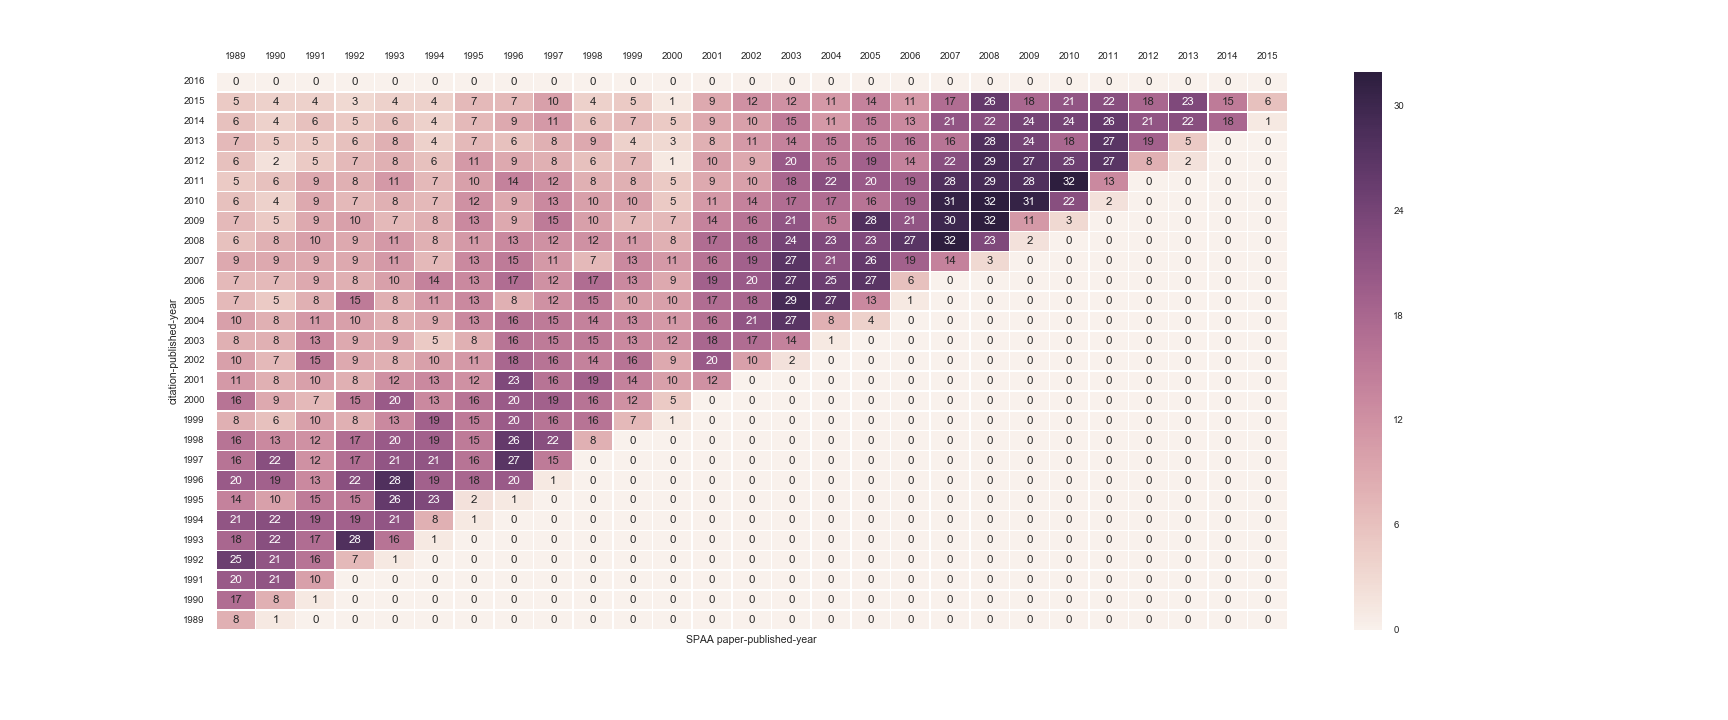 1989 1990 1991 1992 1993 1994 1995 1996 1997 1998 1999 2000 2001 2002 2003 2004 2005 2006 2007 2008 2009 2010 2011 2012 2013 2014 2015
2016 0 0 0 0 0 0 0 0 0 0 0 0 0 0 0 0 0 0 0 0 0 0 0 0 0 0 0
2015 5 4 4 3 4 4 7 7 10 4 5 1 9 12 12 11 14 11 17 26 18 21 22 18 23 15 6
30
2014 6 4 6 5 6 4 7 9 11 6 7 5 9 10 15 11 15 13 21 22 24 24 26 21 22 18 1
2013 7 5 5 6 8 4 7 6 8 9 4 3 8 11 14 15 15 16 16 28 24 18 27 19 5 0 0
2012 6 2 5 7 8 6 11 9 8 6 7 1 10 9 20 15 19 14 22 29 27 25 27 8 2 0 0
2011 5 6 9 8 11 7 10 14 12 8 8 5 9 10 18 22 20 19 28 29 28 32 13 0 0 0 0
2010 6 4 9 7 8 7 12 9 13 10 10 5 11 14 17 17 16 19 31 32 31 22 2 0 0 0 0
24
2009 7 5 9 10 7 8 13 9 15 10 7 7 14 16 21 15 28 21 30 32 11 3 0 0 0 0 0
2008 6 8 10 9 11 8 11 13 12 12 11 8 17 18 24 23 23 27 32 23 2 0 0 0 0 0 0
2007 9 9 9 9 11 7 13 15 11 7 13 11 16 19 27 21 26 19 14 3 0 0 0 0 0 0 0
2006 7 7 9 8 10 14 13 17 12 17 13 9 19 20 27 25 27 6 0 0 0 0 0 0 0 0 0
2005 7 5 8 15 8 11 13 8 12 15 10 10 17 18 29 27 13 1 0 0 0 0 0 0 0 0 0
18
2004 10 8 11 10 8 9 13 16 15 14 13 11 16 21 27 8 4 0 0 0 0 0 0 0 0 0 0
2003 8 8 13 9 9 5 8 16 15 15 13 12 18 17 14 1 0 0 0 0 0 0 0 0 0 0 0
citation-published-year
2002 10 7 15 9 8 10 11 18 16 14 16 9 20 10 2 0 0 0 0 0 0 0 0 0 0 0 0
2001 11 8 10 8 12 13 12 23 16 19 14 10 12 0 0 0 0 0 0 0 0 0 0 0 0 0 0
2000 16 9 7 15 20 13 16 20 19 16 12 5 0 0 0 0 0 0 0 0 0 0 0 0 0 0 0
1999 8 6 10 8 13 19 15 20 16 16 7 1 0 0 0 0 0 0 0 0 0 0 0 0 0 0 0
12
1998 16 13 12 17 20 19 15 26 22 8 0 0 0 0 0 0 0 0 0 0 0 0 0 0 0 0 0
1997 16 22 12 17 21 21 16 27 15 0 0 0 0 0 0 0 0 0 0 0 0 0 0 0 0 0 0
1996 20 19 13 22 28 19 18 20 1 0 0 0 0 0 0 0 0 0 0 0 0 0 0 0 0 0 0
1995 14 10 15 15 26 23 2 1 0 0 0 0 0 0 0 0 0 0 0 0 0 0 0 0 0 0 0
1994 21 22 19 19 21 8 1 0 0 0 0 0 0 0 0 0 0 0 0 0 0 0 0 0 0 0 0
6
1993 18 22 17 28 16 1 0 0 0 0 0 0 0 0 0 0 0 0 0 0 0 0 0 0 0 0 0
1992 25 21 16 7 1 0 0 0 0 0 0 0 0 0 0 0 0 0 0 0 0 0 0 0 0 0 0
1991 20 21 10 0 0 0 0 0 0 0 0 0 0 0 0 0 0 0 0 0 0 0 0 0 0 0 0
1990 17 8 1 0 0 0 0 0 0 0 0 0 0 0 0 0 0 0 0 0 0 0 0 0 0 0 0
1989 8 1 0 0 0 0 0 0 0 0 0 0 0 0 0 0 0 0 0 0 0 0 0 0 0 0 0
0
SPAA paper-published-year